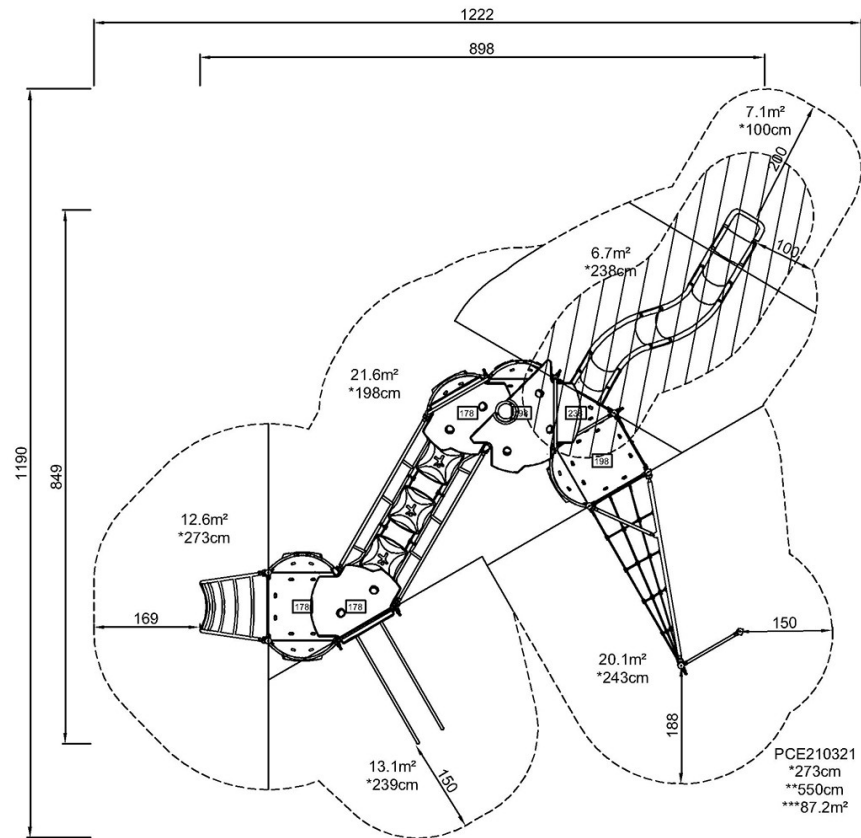 1222
898
7.1m²
*100cm
200
1190
849
6.7m²
*238cm
100
21.6m²
*198cm
178
198
238
198
12.6m²
*273cm
178
178
169
150
20.1m²
*243cm
188
13.1m²
*239cm
150
PCE210321
*273cm
**550cm
***87.2m²